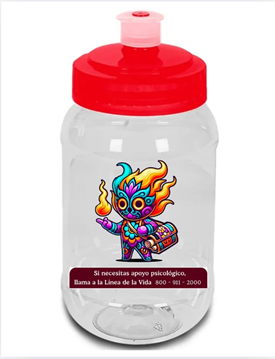 Si necesitas apoyo psicológico,
llama a la Línea de la Vida 800 - 911 - 2000